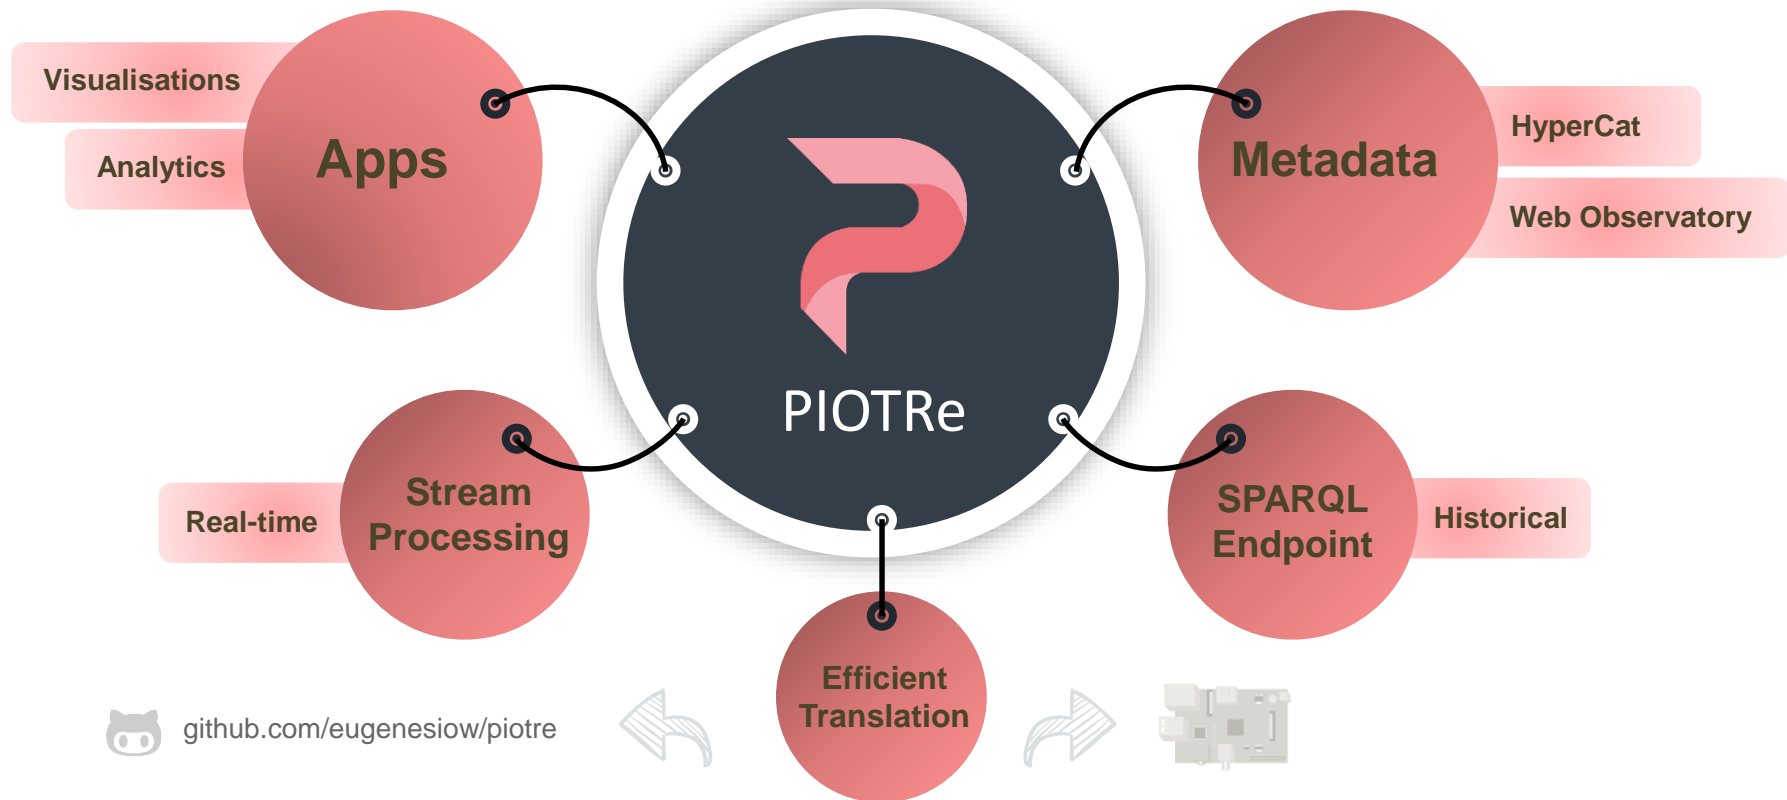 Visualisations
Analytics
Apps
PIOTRe
Metadata
HyperCat
Web Observatory
Real-time
Stream
Processing
SPARQL
Endpoint
Historical
Efficient
Translation
github.com/eugenesiow/piotre